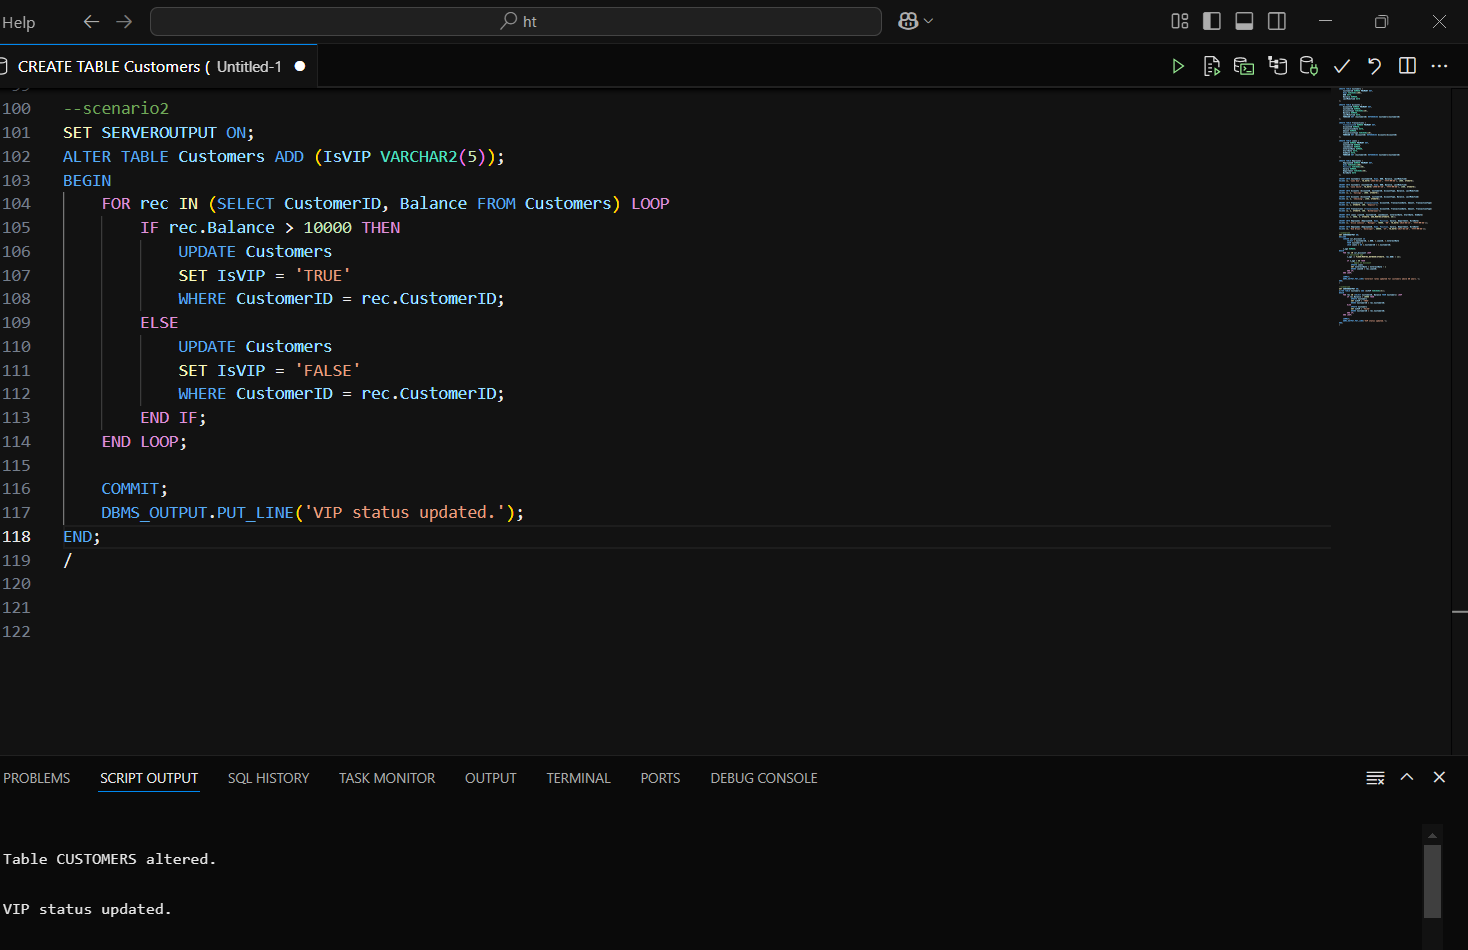 Help
ht
CREATE TABLE Customers ( Untitled-1
100 --scenario2
101 SET SERVEROUTPUT ON;
102 ALTER TABLE Customers ADD (IsVIP VARCHAR2(5));
103 BEGIN
104 FOR rec IN (SELECT CustomerID, Balance FROM Customers) LOOP
105 IF rec.Balance > 10000 THEN
106 UPDATE Customers
107 SET IsVIP = 'TRUE'
108 WHERE CustomerID = rec.CustomerID;
109 ELSE
110 UPDATE Customers
111 SET IsVIP = 'FALSE'
112 WHERE CustomerID = rec.CustomerID;
113 END IF;
114 END LOOP;
115
116 COMMIT;
117 DBMS_OUTPUT.PUT_LINE('VIP status updated.');
118 END;
119 /
120
121
122
PROBLEMS SCRIPT OUTPUT SQL HISTORY TASK MONITOR OUTPUT TERMINAL PORTS DEBUG CONSOLE
Table CUSTOMERS altered.
VIP status updated.